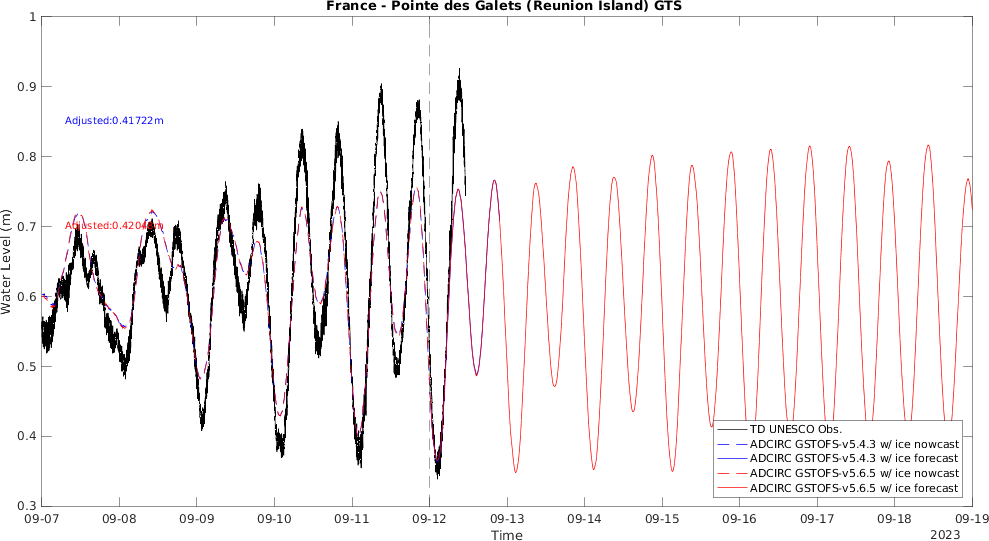 France - Pointe des Galets (Reunion Island) GTS
1
0.9
0.8
0.7
0.6
0.5
0.4
0.3
Water Level (m)
Adjusted:0.41722m
TD UNESCO Obs.
ADCIRC GSTOFS-v5.4.3 w/ ice nowcast
ADCIRC GSTOFS-v5.4.3 w/ ice forecast
ADCIRC GSTOFS-v5.6.5 w/ ice nowcast
ADCIRC GSTOFS-v5.6.5 w/ ice forecast
09-07 09-08 09-09 09-10 09-11 09-12 09-13 09-14 09-15 09-16 09-17 09-18 09-19
Time
2023